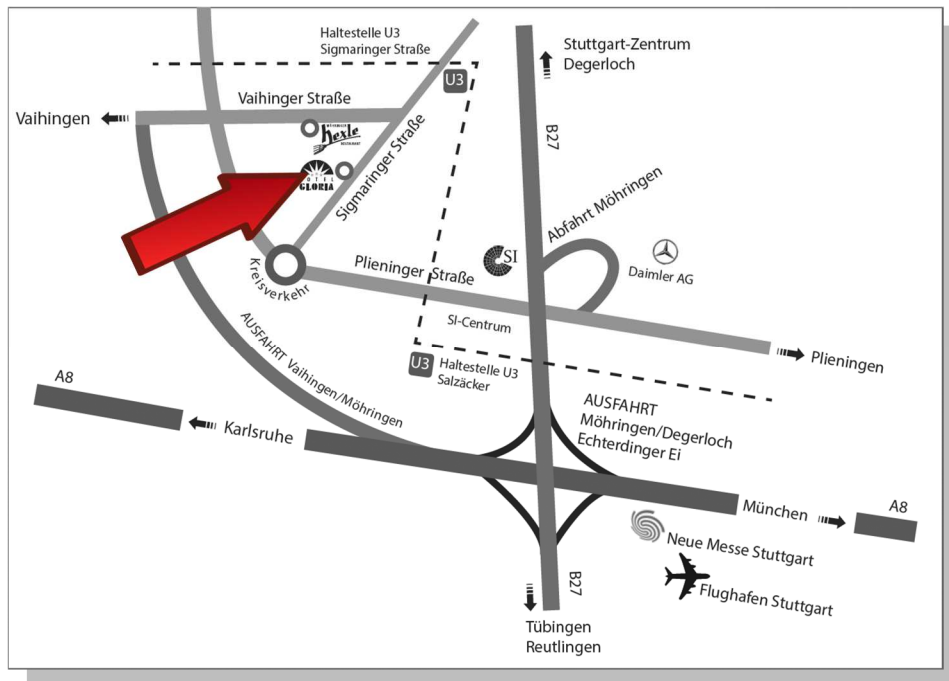 Haltestelle U3
Sigmaringer Straße
U3
Stuttgart-Zentrum
Degerloch
Vaihinger Straße
Vaihingen
Hexle
RESTAURANT
HOTEL
GLORIA
Sigmaringer Straße
B27
Abfahrt Möhringen
SI
Daimler AG
Kreisverkehr
Plieninger Straße
SI-Centrum
Plieningen
U3
Haltestelle U3
Salzäcker
AUSFAHRT Vaihingen/Möhringen
A8
Karlsruhe
AUSFAHRT
Möhringen/Degerloch
Echterdinger Ei
München
A8
Neue Messe Stuttgart
Flughafen Stuttgart
B27
Tübingen
Reutlingen